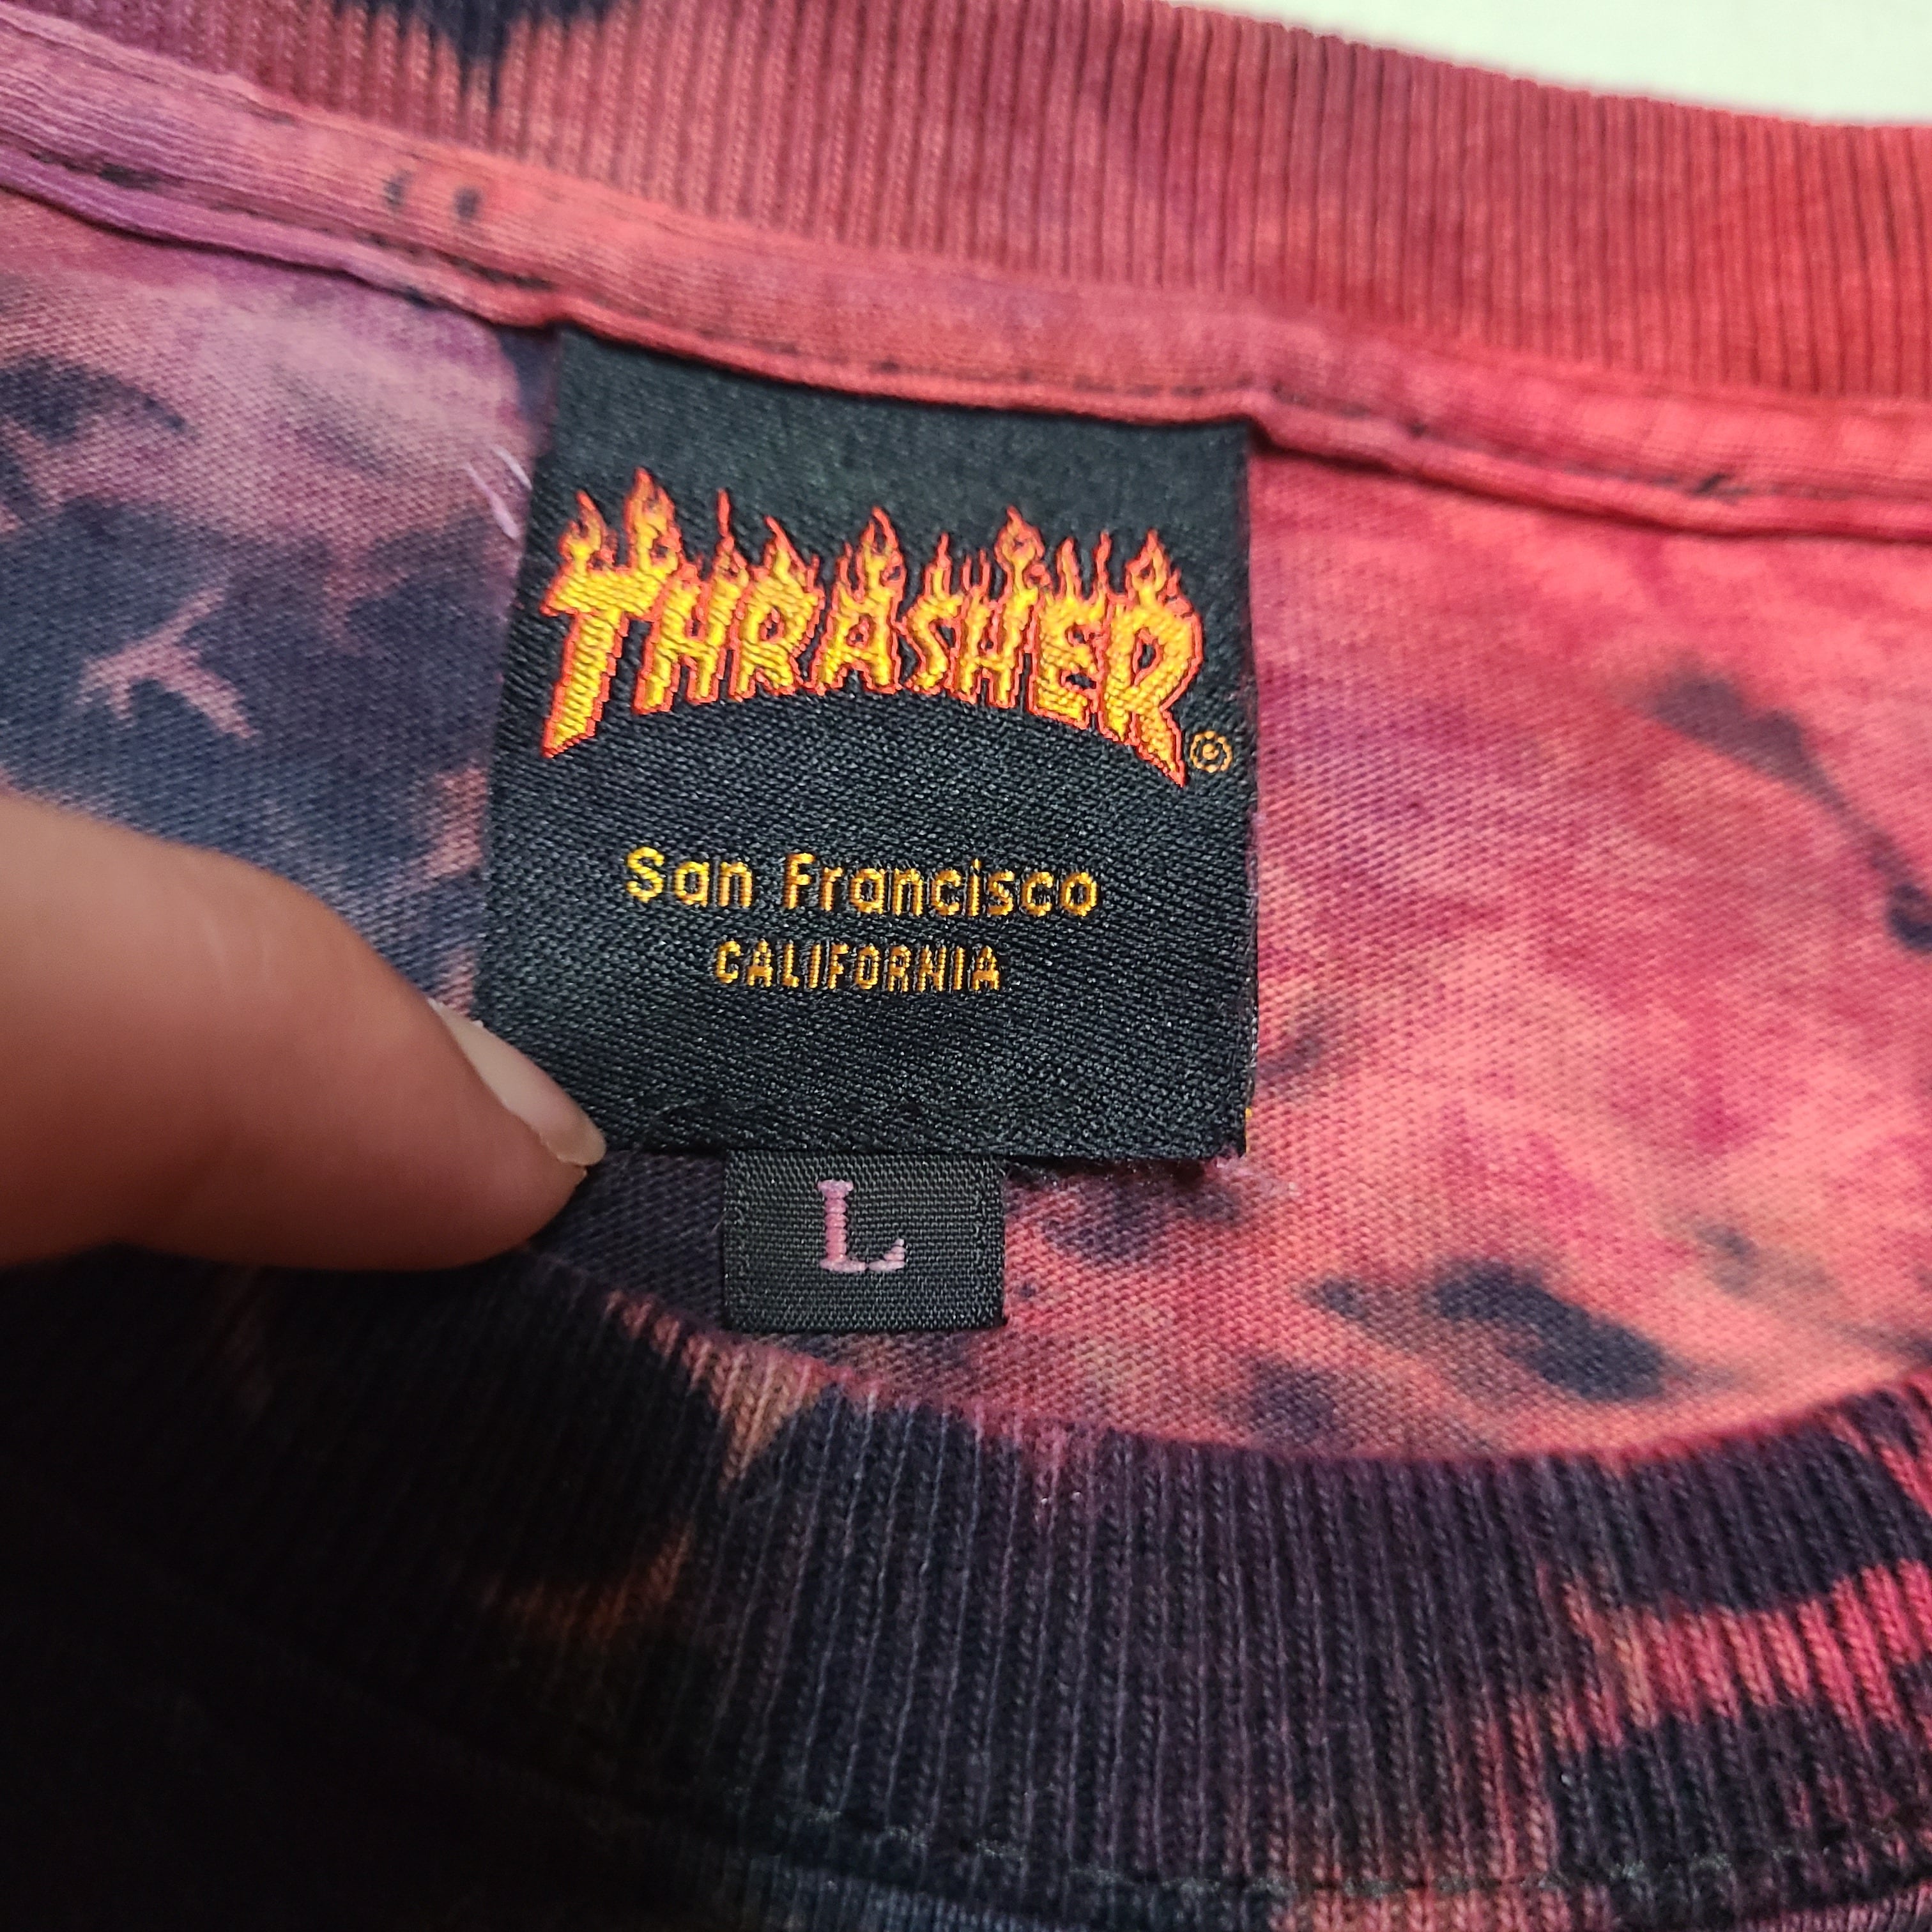 THRASHER®
San Francisco
CALIFORNIA
L